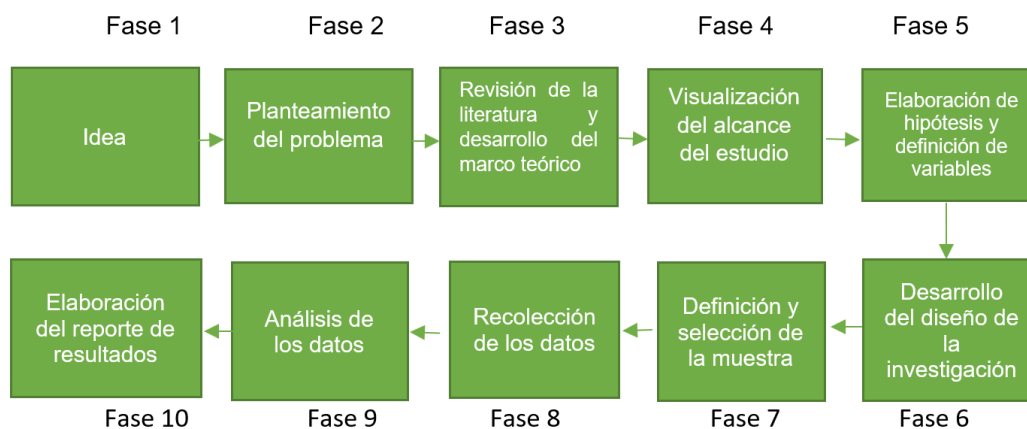 Fase 1
Fase 2
Fase 3
Fase 4
Fase 5
Idea
Planteamiento
del problema
Revisión de la
literatura y
desarrollo del
marco teórico
Visualización
del alcance
del estudio
Elaboración de
hipótesis y
definición de
variables
Elaboración
del reporte de
resultados
Análisis de
los datos
Recolección
de los datos
Definición y
selección de
la muestra
Desarrollo
del diseño de
la
investigación
Fase 10
Fase 9
Fase 8
Fase 7
Fase 6